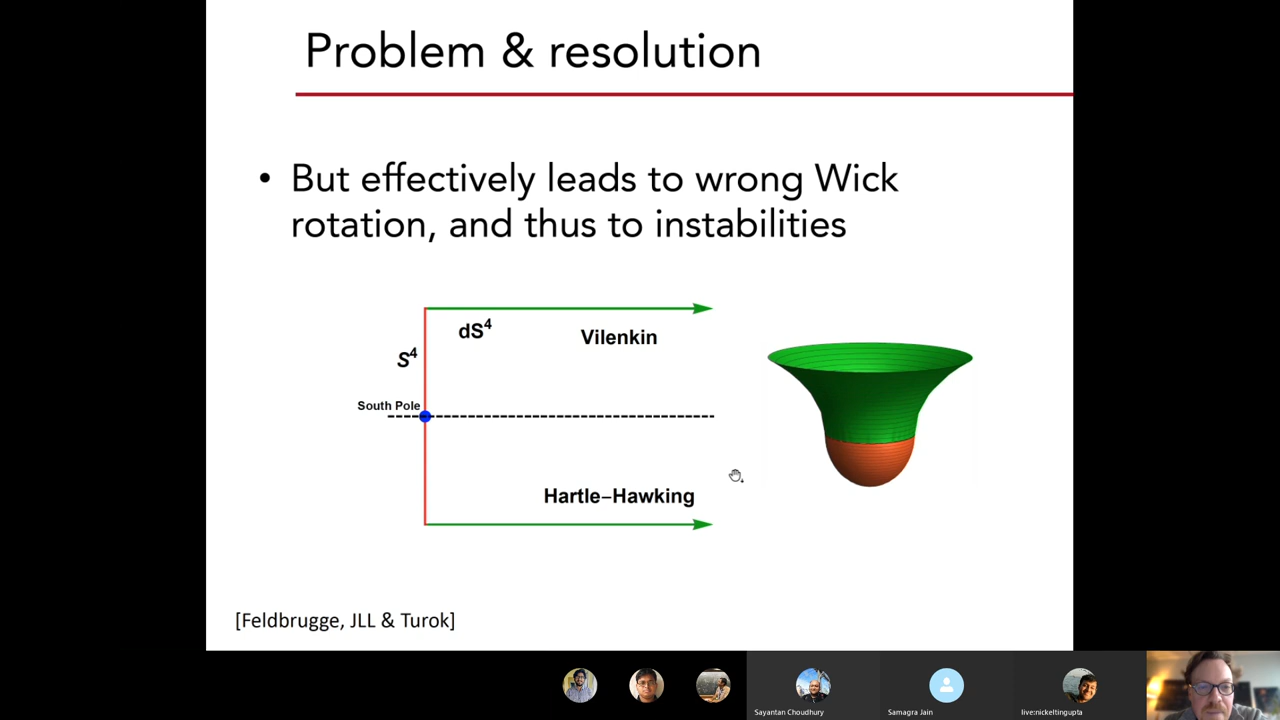 Problem & resolution
• But effectively leads to wrong Wick
rotation, and thus to instabilities
dS⁴
Vilenkin
S⁴
South Pole
Hartle–Hawking
[Feldbrugge, JLL & Turok]
Sayantan Choudhury
Samagra Jain
live:nickeltingupta